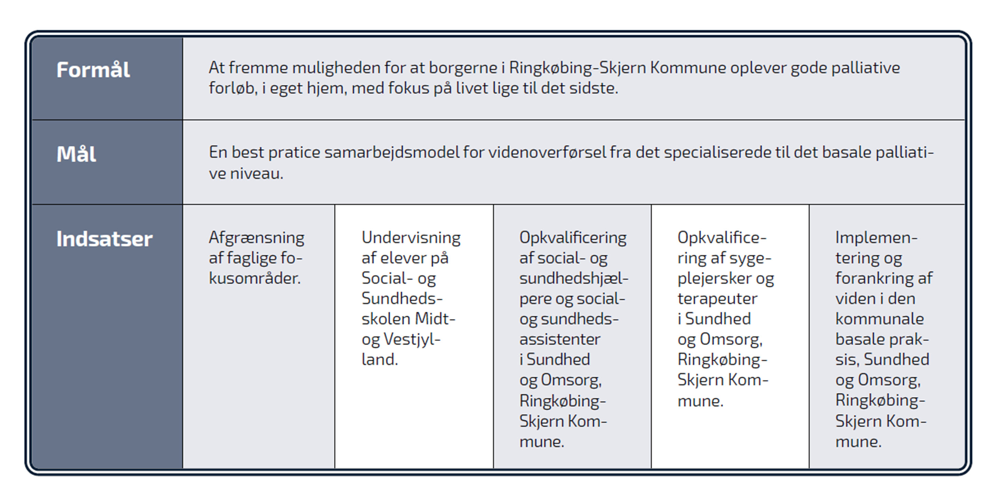 Formål
At fremme muligheden for at borgerne i Ringkøbing-Skjern Kommune oplever gode palliative
forløb, i eget hjem, med fokus på livet lige til det sidste.
Mål
En best pratice samarbejdsmodel for videnoverførsel fra det specialiserede til det basale palliati-
ve niveau.
Indsatser
Afgrænsning
af faglige fo-
kusområder.
Undervisning
af elever på
Social- og
Sundheds-
skolen Midt-
og Vestjyl-
land.
Opkvalificering
af social- og
sundhedshjæl-
pere og social-
og sundheds-
assistenter
i Sundhed
og Omsorg,
Ringkøbing-
Skjern Kom-
mune.
Opkvalifice-
ring af syge-
plejersker og
terapeuter
i Sundhed
og Omsorg,
Ringkøbing-
Skjern Kom-
mune.
Implemen-
tering og
forankring af
viden i den
kommunale
basale prak-
sis, Sundhed
og Omsorg,
Ringkøbing-
Skjern Kom-
mune.